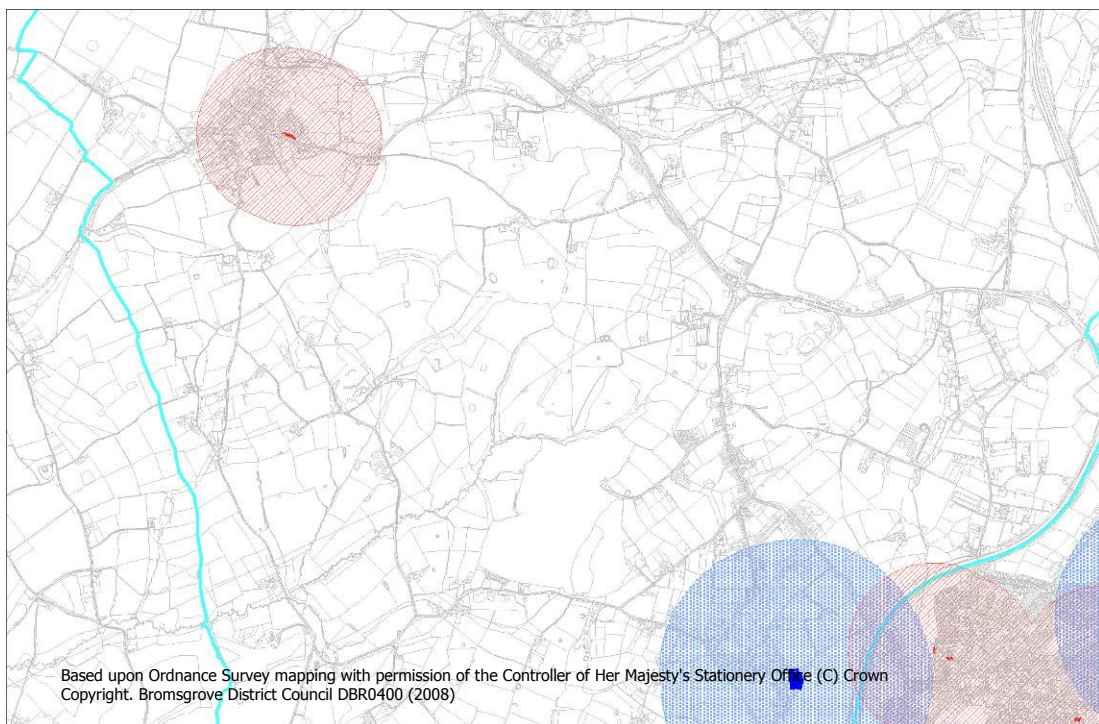 Based upon Ordnance Survey mapping with permission of the Controller of Her Majesty's Stationery Office (C) Crown
Copyright. Bromsgrove District Council DBR0400 (2008)